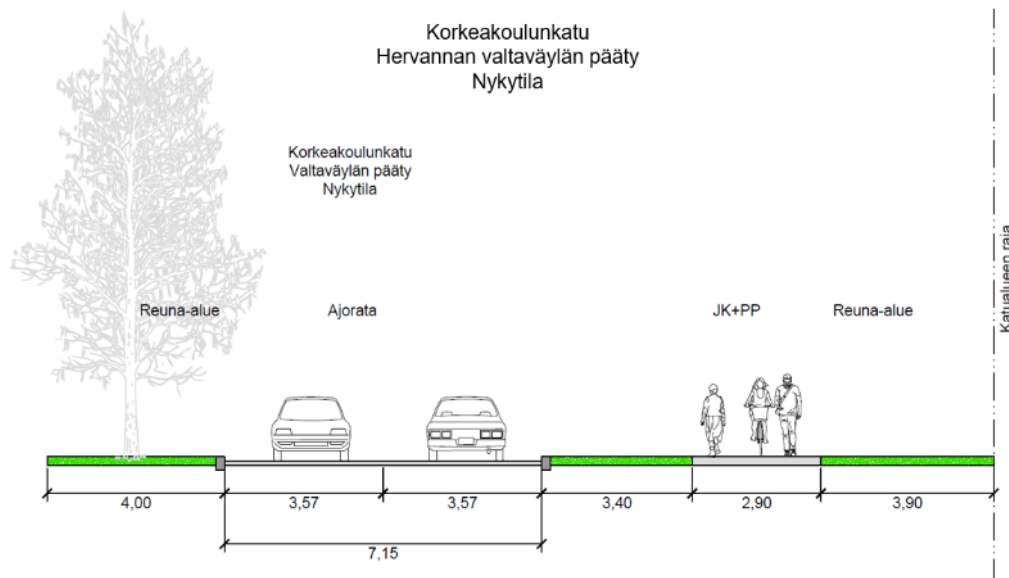 Korkeakoulunkatu
Hervannan valtaväylän pääty
Nykytila
Korkeakoulunkatu
Valtaväylän pääty
Nykytila
Reuna-alue
Ajorata
JK+PP
Reuna-alue
Katualueen raja
4,00
3,57
3,57
3,40
2,90
3,90
7,15